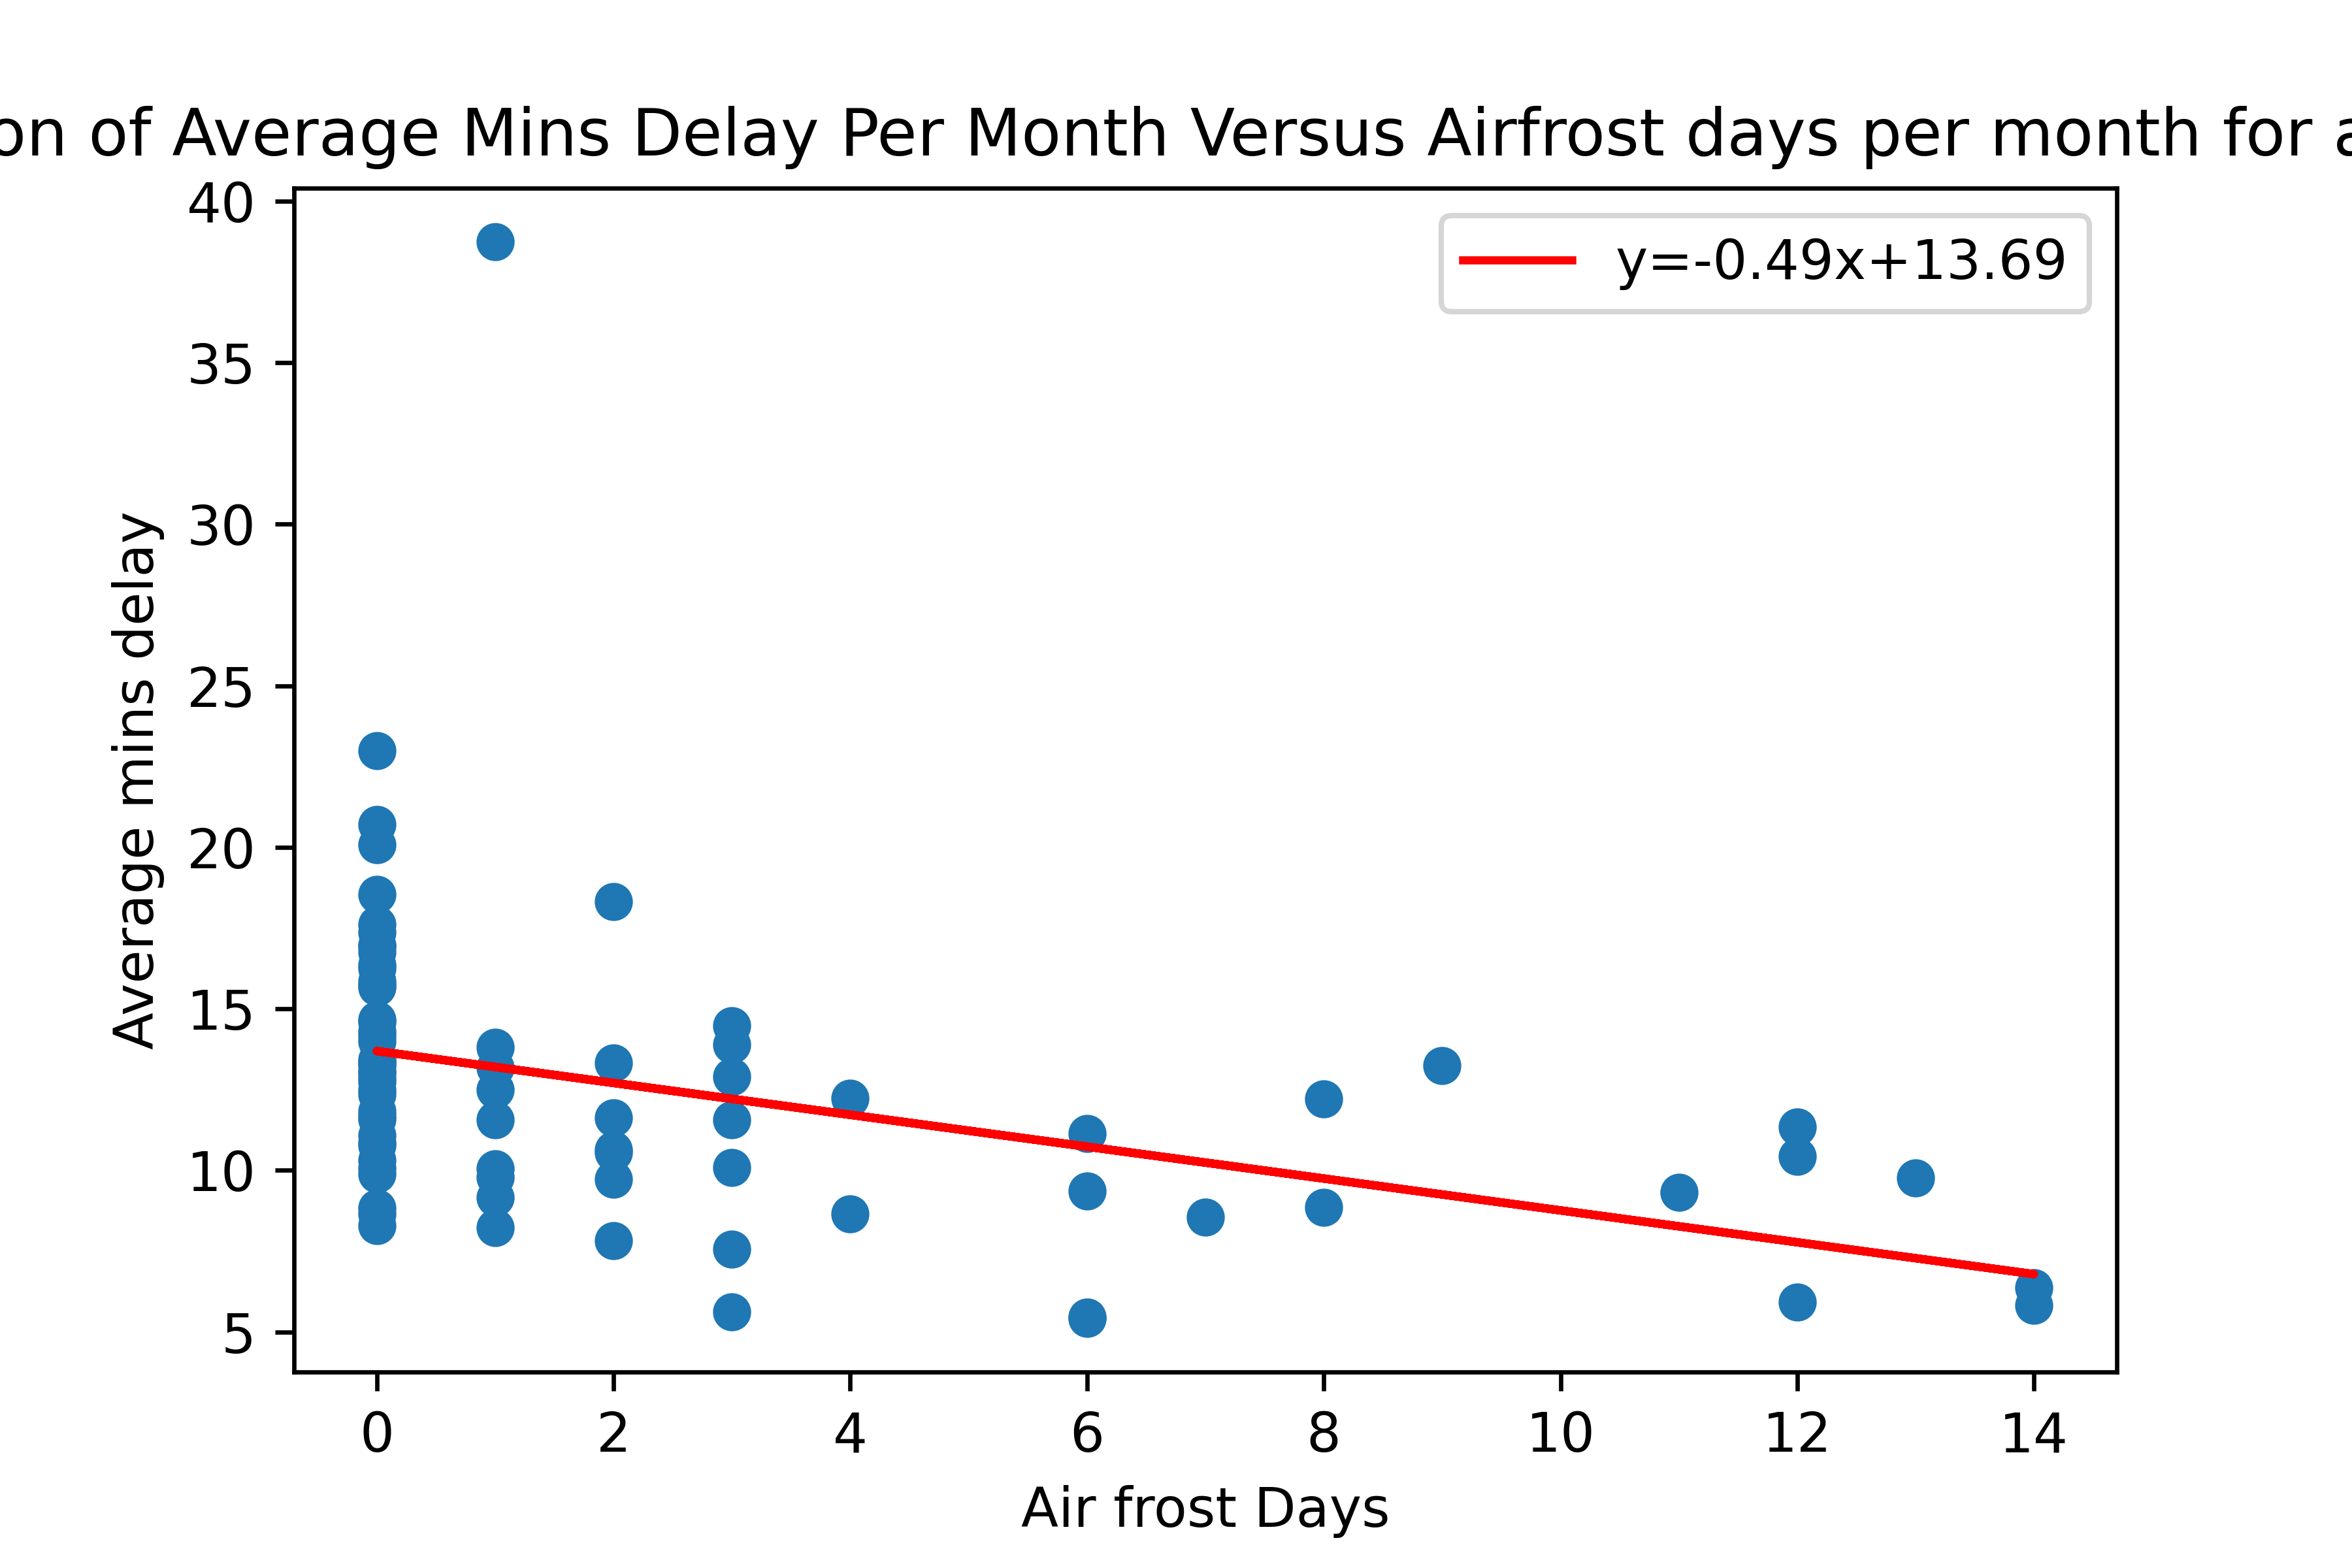 on of Average Mins Delay Per Month Versus Airfrost days per month for a
40
35
30
25
20
15
10
5
Average mins delay
y=-0.49x+13.69
0 2 4 6 8 10 12 14
Air frost Days